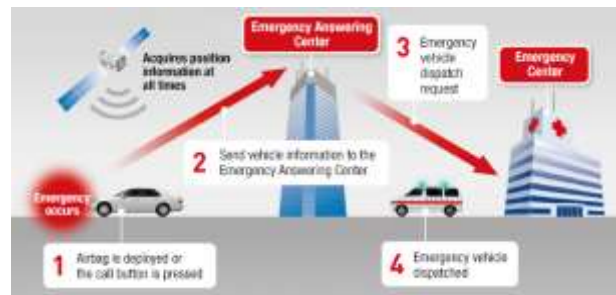 Acquires position
information at
all times
Emergency Answering
Center
3
Emergency
vehicle
dispatch
request
Emergency
Center
2
Send vehicle information to the
Emergency Answering Center
Emergency
occurs
1
Airbag is deployed or
the call button is pressed
4
Emergency vehicle
dispatched